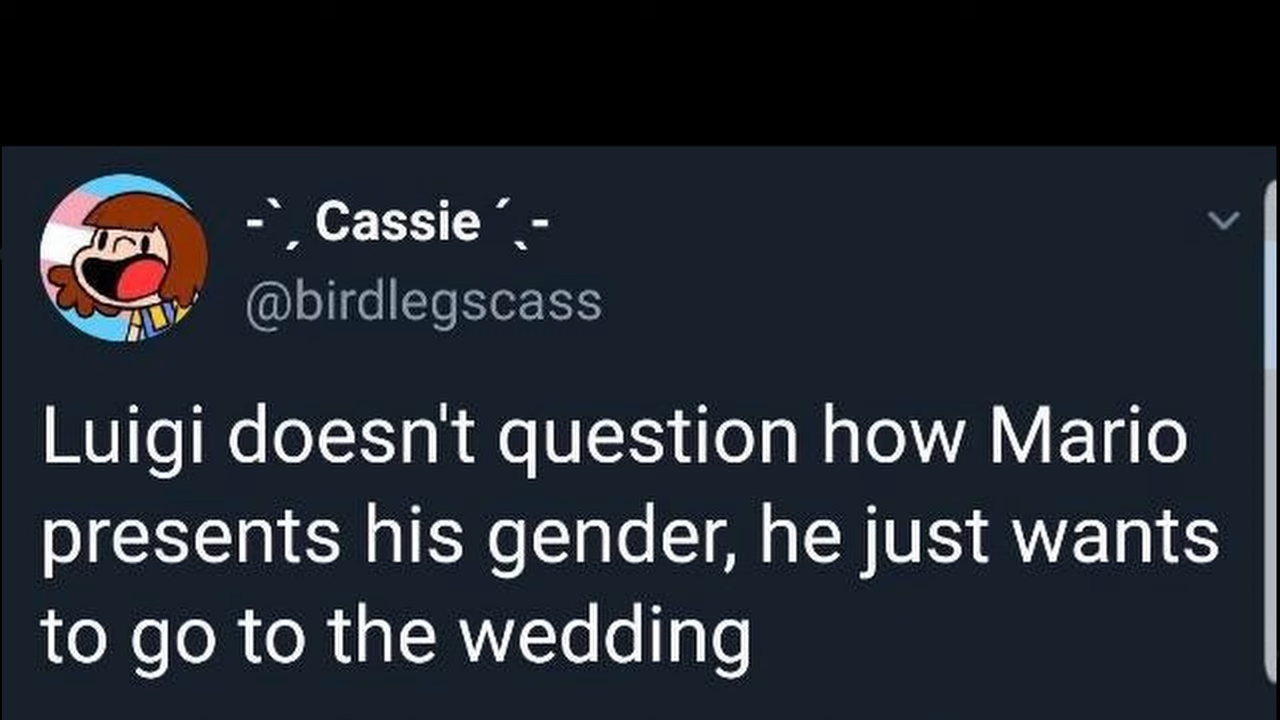 -ˋˏ Cassie ˊˎ-
@birdlegscass
Luigi doesn't question how Mario
presents his gender, he just wants
to go to the wedding